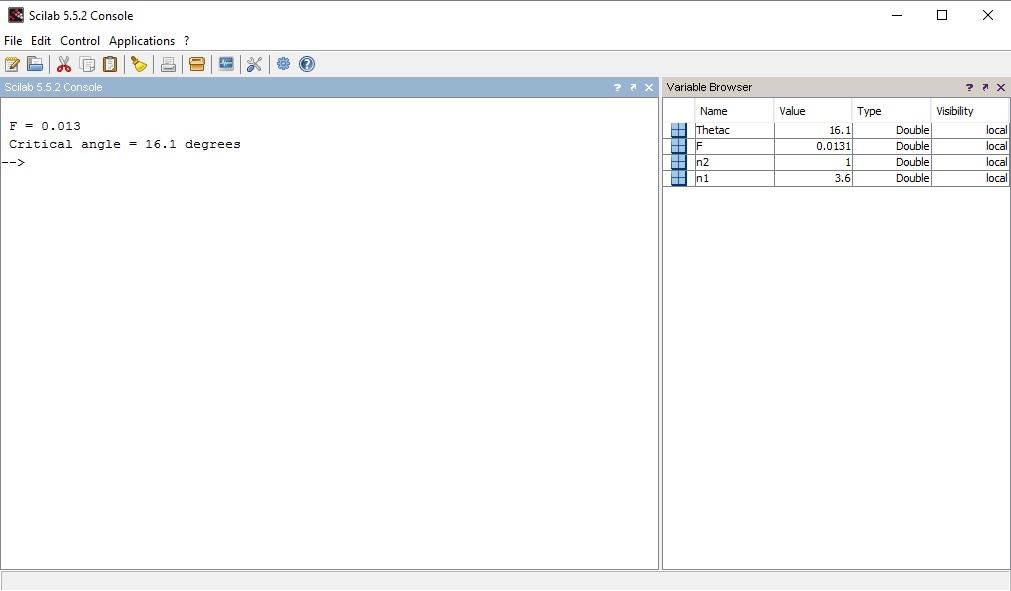 Scilab 5.5.2 Console
File Edit Control Applications ?
Scilab 5.5.2 Console ? 
F = 0.013
Critical angle = 16.1 degrees
-->
Variable Browser ?
Name Value Type Visibility
Thetac 16.1 Double local
F 0.0131 Double local
n2 1 Double local
n1 3.6 Double local